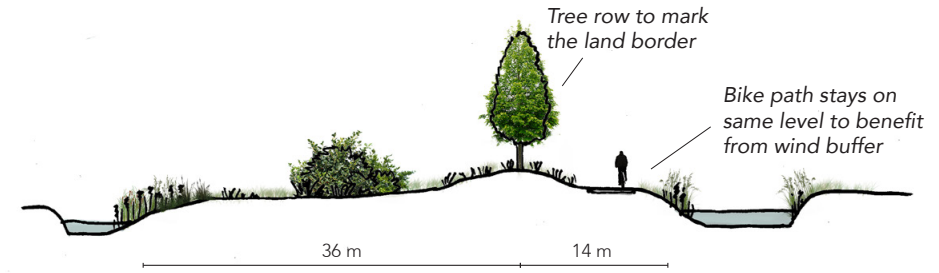 Tree row to mark
the land border
Bike path stays on
same level to benefit
from wind buffer
36 m
14 m